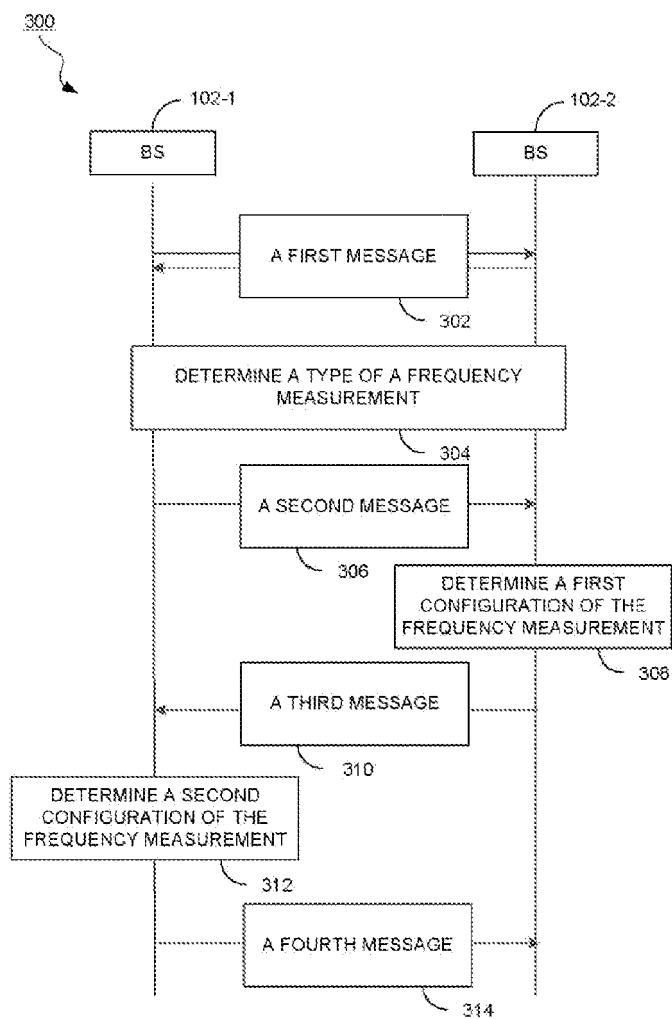 300
102-1
102-2
BS
BS
A FIRST MESSAGE
302
DETERMINE A TYPE OF A FREQUENCY
MEASUREMENT
304
A SECOND MESSAGE
306
DETERMINE A FIRST
CONFIGURATION OF THE
FREQUENCY MEASUREMENT
308
A THIRD MESSAGE
310
DETERMINE A SECOND
CONFIGURATION OF THE
FREQUENCY MEASUREMENT
312
A FOURTH MESSAGE
314